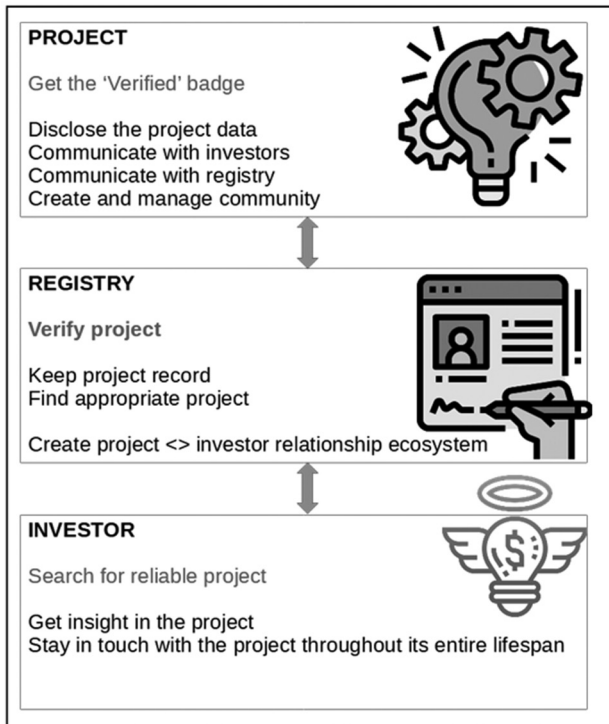 PROJECT
Get the ‘Verified’ badge
Disclose the project data
Communicate with investors
Communicate with registry
Create and manage community
REGISTRY
Verify project
Keep project record
Find appropriate project
Create project <> investor relationship ecosystem
INVESTOR
$
Search for reliable project
Get insight in the project
Stay in touch with the project throughout its entire lifespan